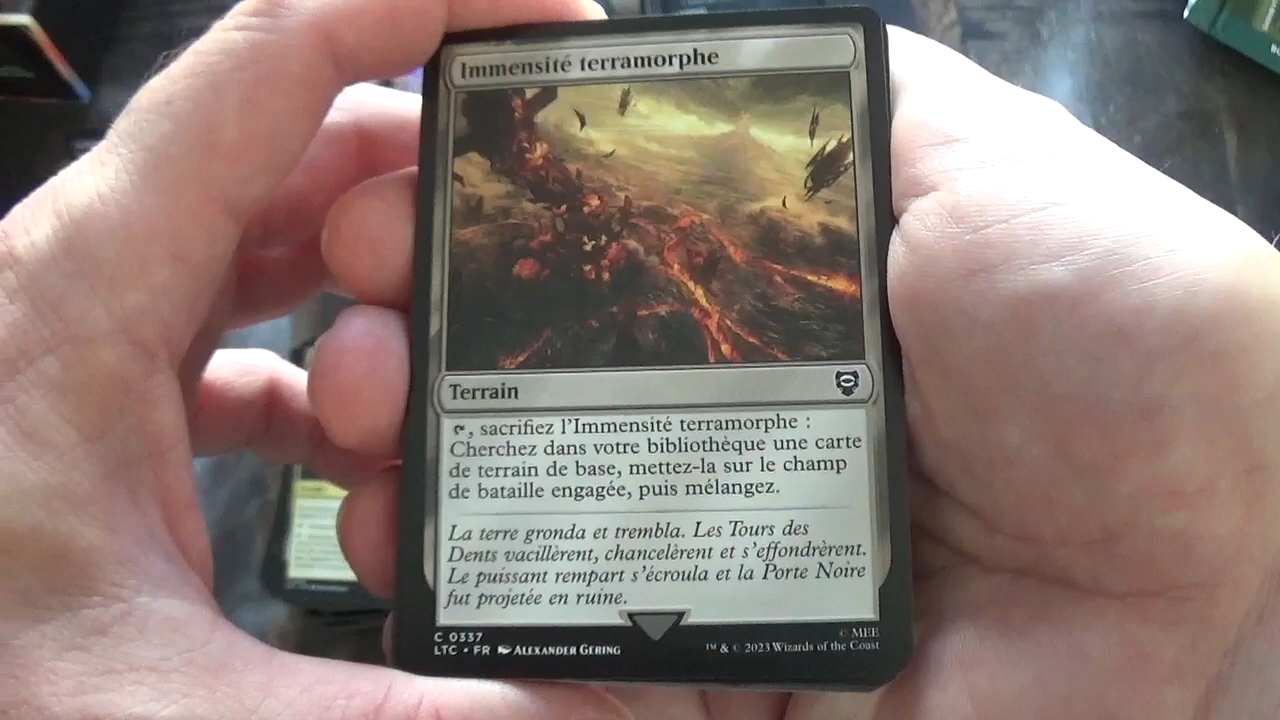 Immensité terramorphe
Terrain
, sacrifiez l'Immensité terramorphe :
Cherchez dans votre bibliothèque une carte
de terrain de base, mettez-la sur le champ
de bataille engagée, puis mélangez.
La terre gronda et trembla. Les Tours des
Dents vacillèrent, chancelèrent et s'effondrèrent.
Le puissant rempart s'écroula et la Porte Noire
fut projetée en ruine.
C 0337
LTC • FR ALEXANDER GERING
© MEE
™ & © 2023 Wizards of the Coast